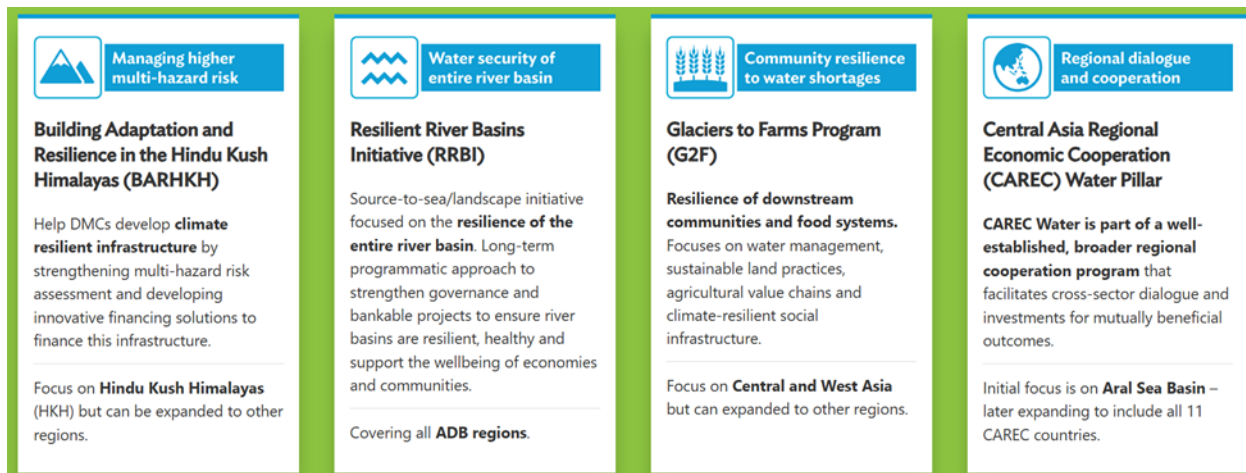 Managing higher
multi-hazard risk
Building Adaptation and
Resilience in the Hindu Kush
Himalayas (BARHKH)
Help DMCs develop climate
resilient infrastructure by
strengthening multi-hazard risk
assessment and developing
innovative financing solutions to
finance this infrastructure.
Focus on Hindu Kush Himalayas
(HKH) but can be expanded to other
regions.
Water security of
entire river basin
Resilient River Basins
Initiative (RRBI)
Source-to-sea/landscape initiative
focused on the resilience of the
entire river basin. Long-term
programmatic approach to
strengthen governance and
bankable projects to ensure river
basins are resilient, healthy and
support the wellbeing of economies
and communities.
Covering all ADB regions.
Community resilience
to water shortages
Glaciers to Farms Program
(G2F)
Resilience of downstream
communities and food systems.
Focuses on water management,
sustainable land practices,
agricultural value chains and
climate-resilient social
infrastructure.
Focus on Central and West Asia
but can expanded to other regions.
Regional dialogue
and cooperation
Central Asia Regional
Economic Cooperation
(CAREC) Water Pillar
CAREC Water is part of a well-
established, broader regional
cooperation program that
facilitates cross-sector dialogue and
investments for mutually beneficial
outcomes.
Initial focus is on Aral Sea Basin –
later expanding to include all 11
CAREC countries.